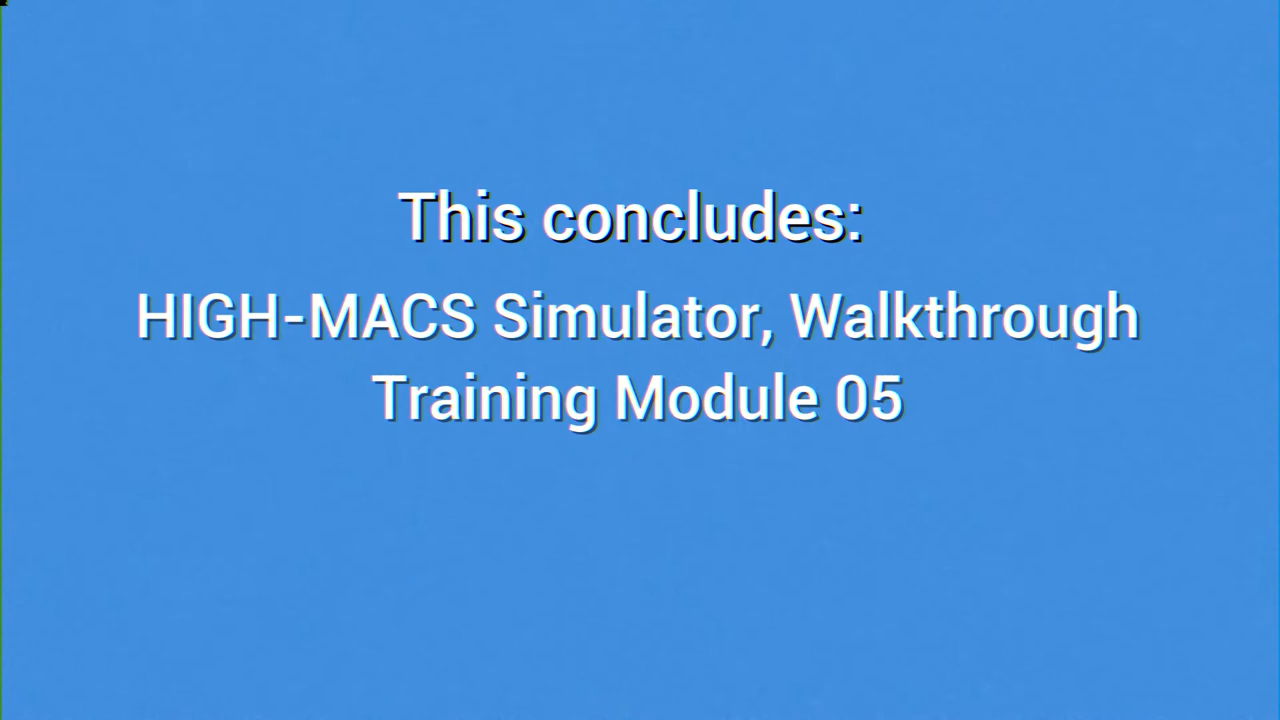 This concludes:
HIGH-MACS Simulator, Walkthrough
Training Module 05